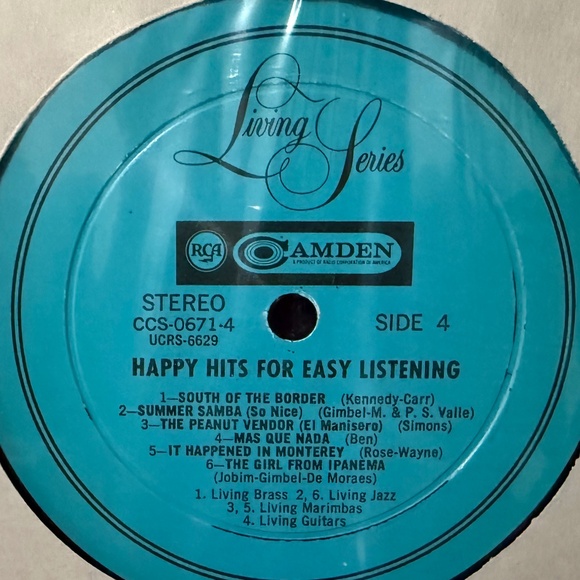 Living Series
RCA CAMDEN
A PRODUCT OF RADIO CORPORATION OF AMERICA
STEREO
CCS-0671-4
UCRS-6629
SIDE 4
HAPPY HITS FOR EASY LISTENING
1—SOUTH OF THE BORDER (Kennedy-Carr)
2—SUMMER SAMBA (So Nice) (Gimbel-M. & P. S. Valle)
3—THE PEANUT VENDOR (El Manisero) (Simons)
4—MAS QUE NADA (Ben)
5—IT HAPPENED IN MONTEREY (Rose-Wayne)
6—THE GIRL FROM IPANEMA
(Jobim-Gimbel-De Moraes)
1. Living Brass 2, 6. Living Jazz
3, 5. Living Marimbas
4. Living Guitars